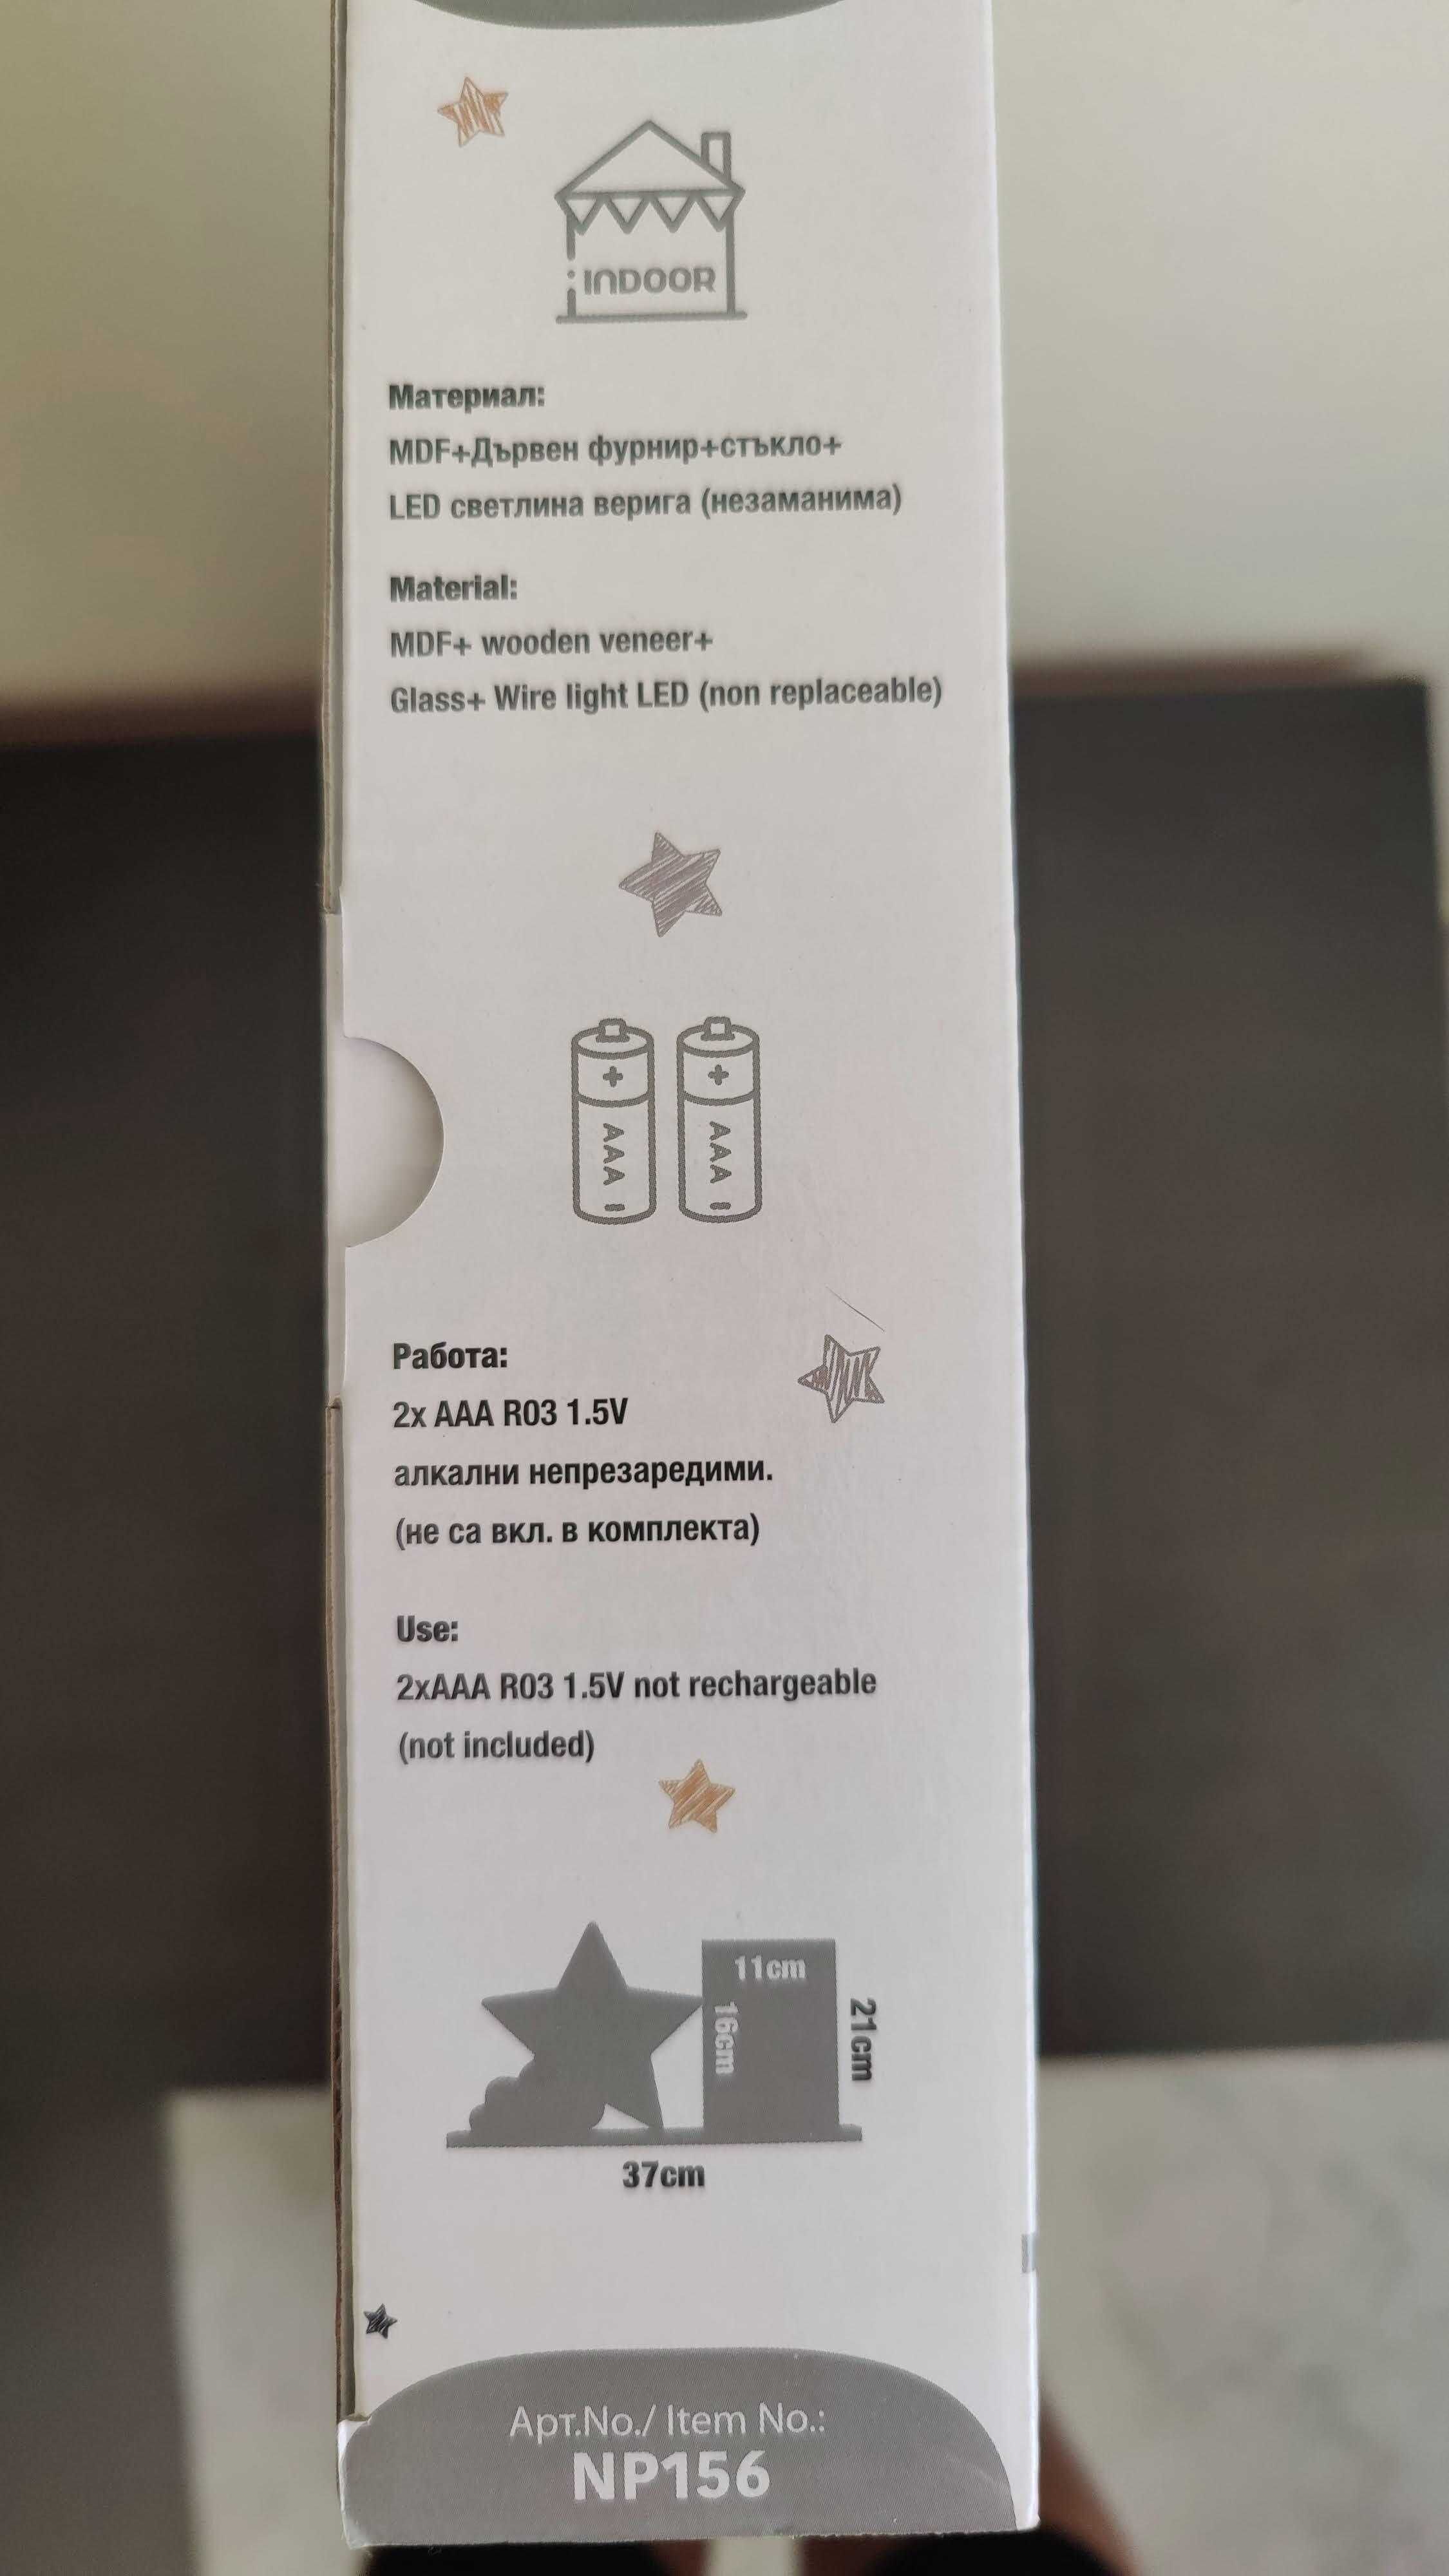 INDOOR
Материал:
MDF+Дървен фурнир+стъкло+
LED светлина верига (незаманима)
Material:
MDF+ wooden veneer+
Glass+ Wire light LED (non replaceable)
+ +
AAA AAA
- -
Работа:
2x AAA R03 1.5V
алкални непрезаредими.
(не са вкл. в комплекта)
Use:
2xAAA R03 1.5V not rechargeable
(not included)
11cm
16cm
21cm
37cm
Арт.No./ Item No.:
NP156